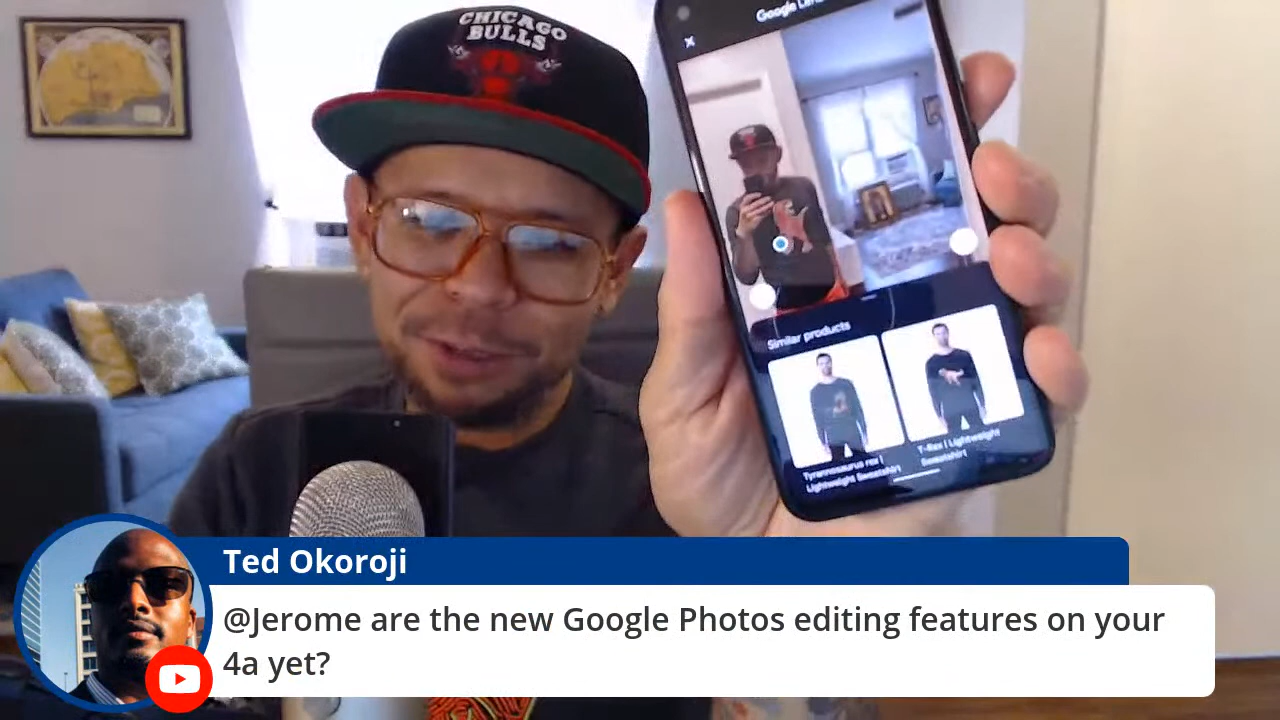 CHICAGO
BULLS
Google Lens
Similar products
Tyrannosaurus rex |
Lightweight Sweatshirt
T-Rex | Lightweight
Sweatshirt
Ted Okoroji
@Jerome are the new Google Photos editing features on your
4a yet?